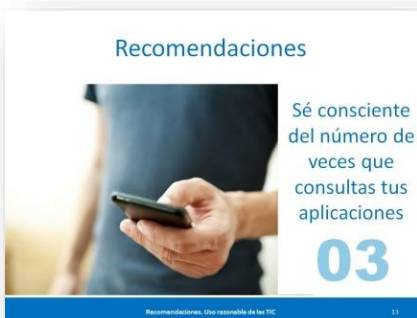 Recomendaciones
Sé consciente
del número de
veces que
consultas tus
aplicaciones
03
Recomendaciones. Uso razonable de las TIC
13